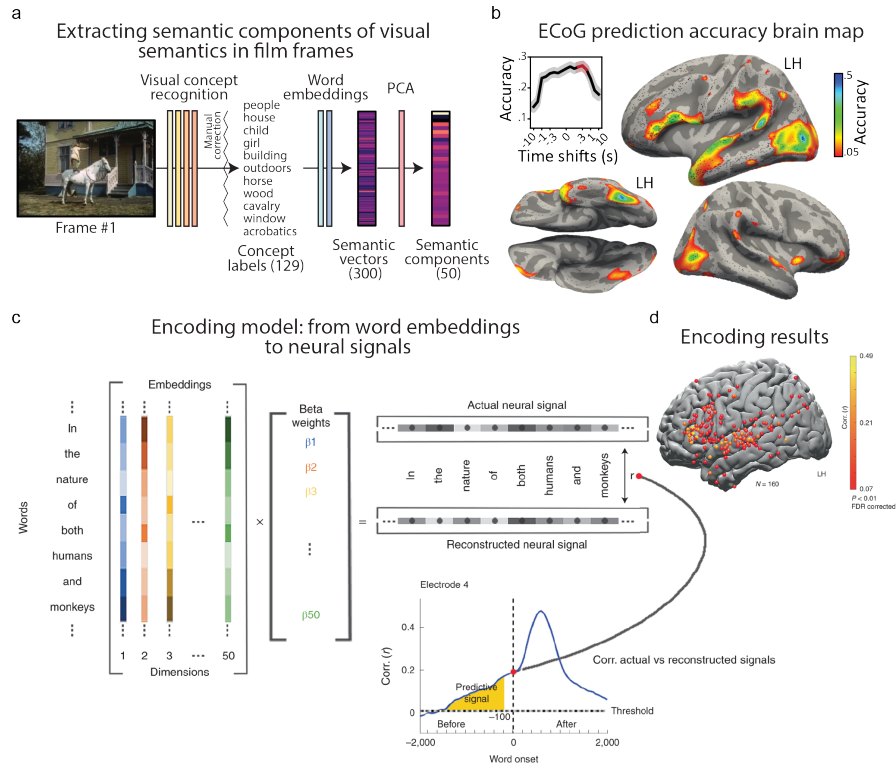 a
Extracting semantic components of visual
semantics in film frames
Visual concept
recognition
Manual
correction
people
house
child
girl
building
outdoors
horse
wood
cavalry
window
acrobatics
Word
embeddings
PCA
Frame #1
Concept
labels (129)
Semantic
vectors
(300)
Semantic
components
(50)
b
ECoG prediction accuracy brain map
.3
.2
.1
Accuracy
-10
-1
-.3
0
.3
1
10
Time shifts (s)
LH
LH
.5
Accuracy
.05
c
Encoding model: from word embeddings
to neural signals
Embeddings
Words
In
the
nature
of
both
humans
and
monkeys
1 2 3 ... 50
Dimensions
×
Beta
weights
β1
β2
β3
β50
=
Actual neural signal
In
the
nature
of
both
humans
and
monkeys
r
Reconstructed neural signal
Electrode 4
Corr. (r)
0.4
0.2
0
Predictive
signal
–100
Before
After
Threshold
–2,000
0
2,000
Word onset
Corr. actual vs reconstructed signals
d
Encoding results
0.49
0.21
0.07
Corr. (r)
N = 160
LH
P < 0.01
FDR corrected